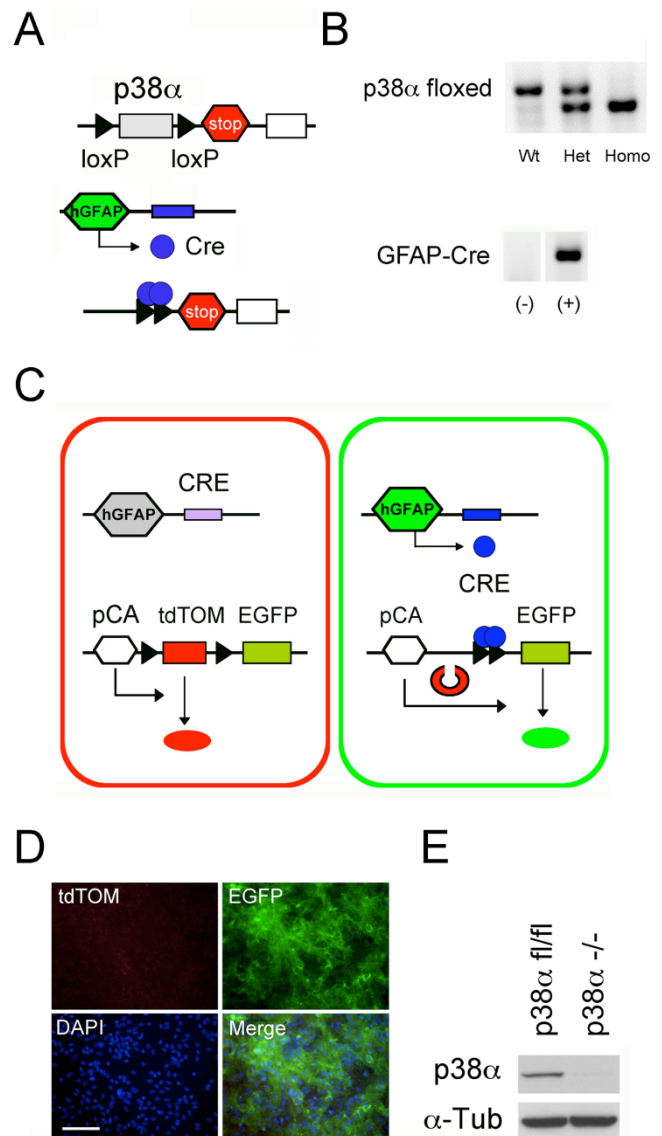 A
p38α
stop
loxP loxP
hGFAP
Cre
stop
B
p38α floxed
Wt Het Homo
GFAP-Cre
(-) (+)
C
CRE
hGFAP
pCA tdTOM EGFP
hGFAP
CRE
pCA EGFP
D
tdTOM EGFP
DAPI Merge
E
p38α fl/fl
p38α -/-
p38α
α-Tub